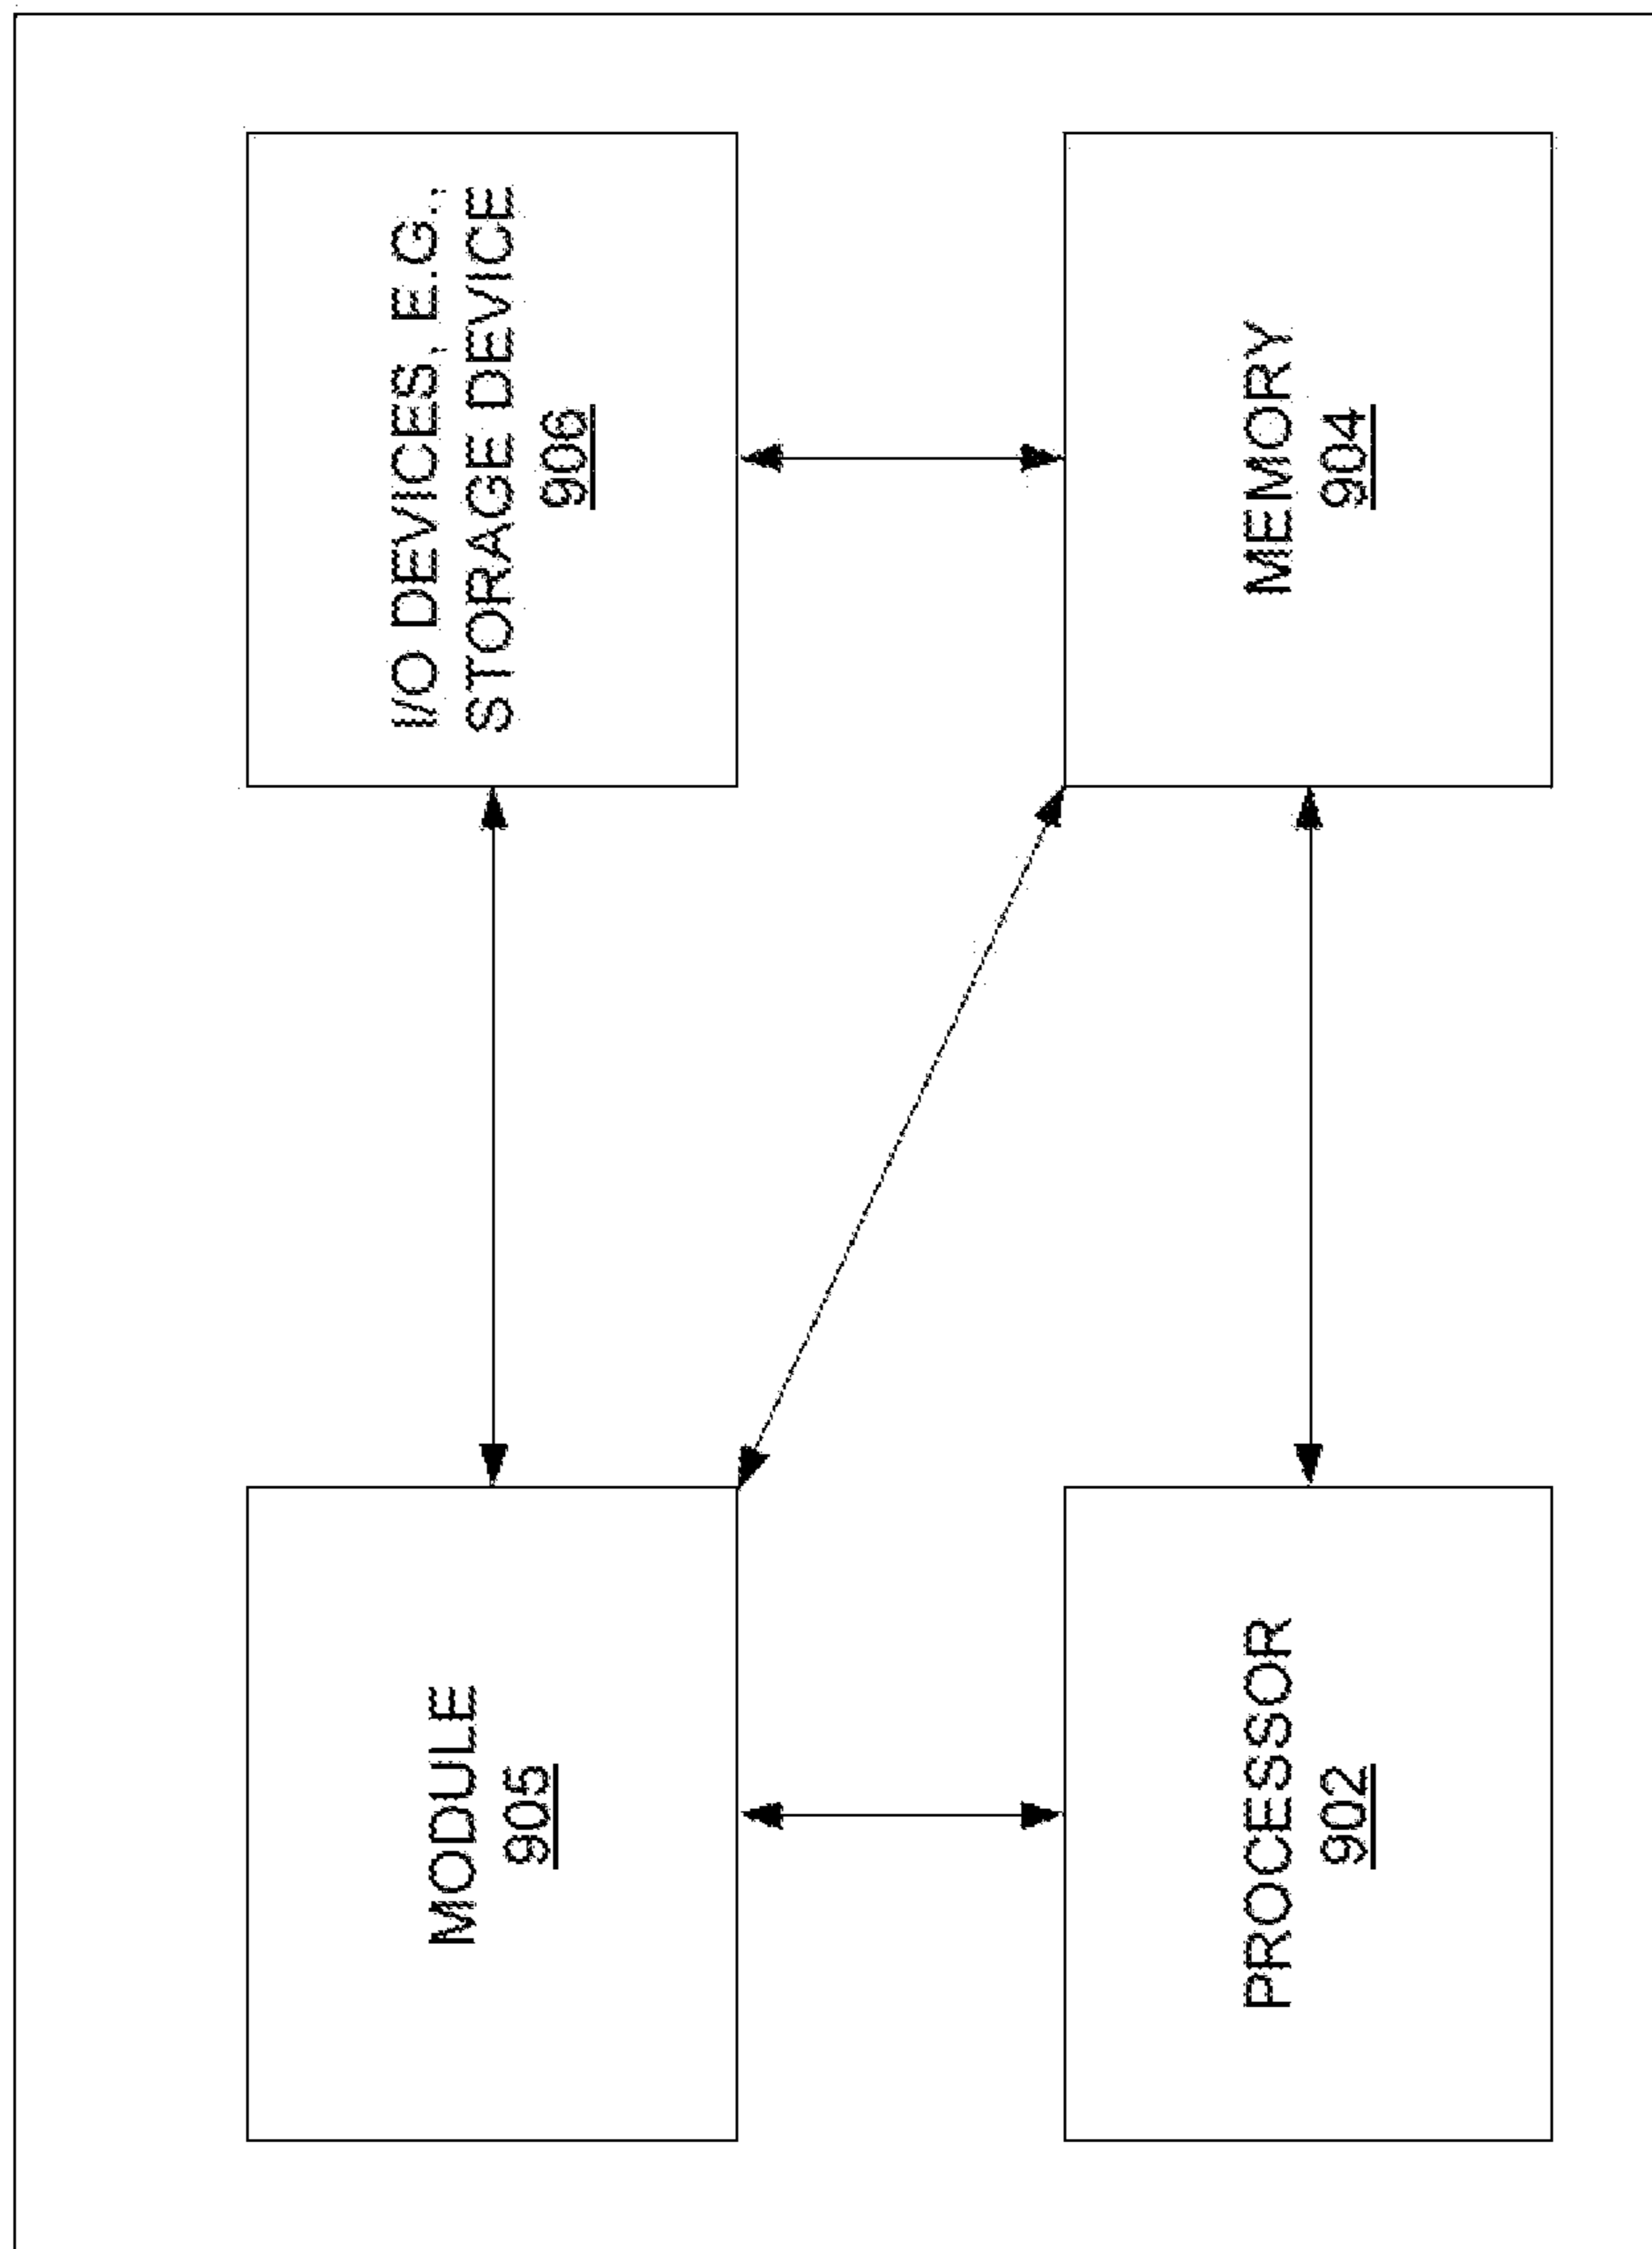 MODULE
905
I/O DEVICES, E.G.,
STORAGE DEVICE
906
PROCESSOR
902
MEMORY
904